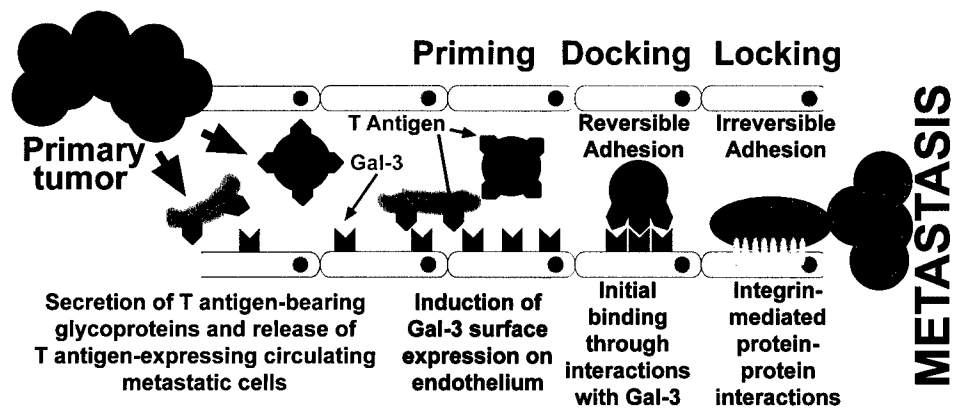 Priming Docking Locking
Primary
tumor
T Antigen
Gal-3
Reversible
Adhesion
Irreversible
Adhesion
Secretion of T antigen-bearing
glycoproteins and release of
T antigen-expressing circulating
metastatic cells
Induction of
Gal-3 surface
expression on
endothelium
Initial
binding
through
interactions
with Gal-3
Integrin-
mediated
protein-
protein
interactions
METASTASIS